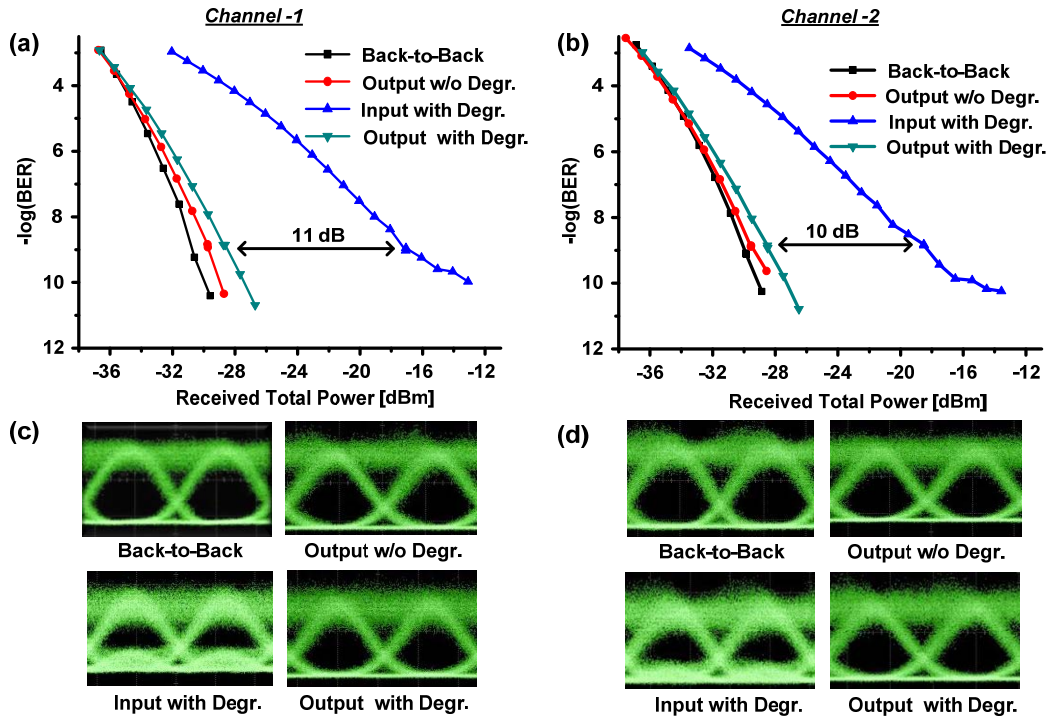 Channel -1
(a)
Back-to-Back
Output w/o Degr.
Input with Degr.
Output with Degr.
11 dB
4
6
8
10
12
-log(BER)
-36 -32 -28 -24 -20 -16 -12
Received Total Power [dBm]
Channel -2
(b)
Back-to-Back
Output w/o Degr.
Input with Degr.
Output with Degr.
10 dB
4
6
8
10
12
-log(BER)
-36 -32 -28 -24 -20 -16 -12
Received Total Power [dBm]
(c)
Back-to-Back
Output w/o Degr.
Input with Degr.
Output with Degr.
(d)
Back-to-Back
Output w/o Degr.
Input with Degr.
Output with Degr.